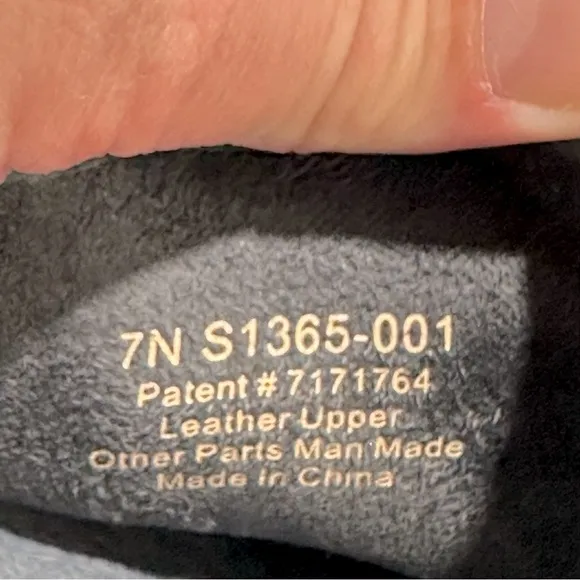 7N S1365-001
Patent # 7171764
Leather Upper
Other Parts Man Made
Made in China